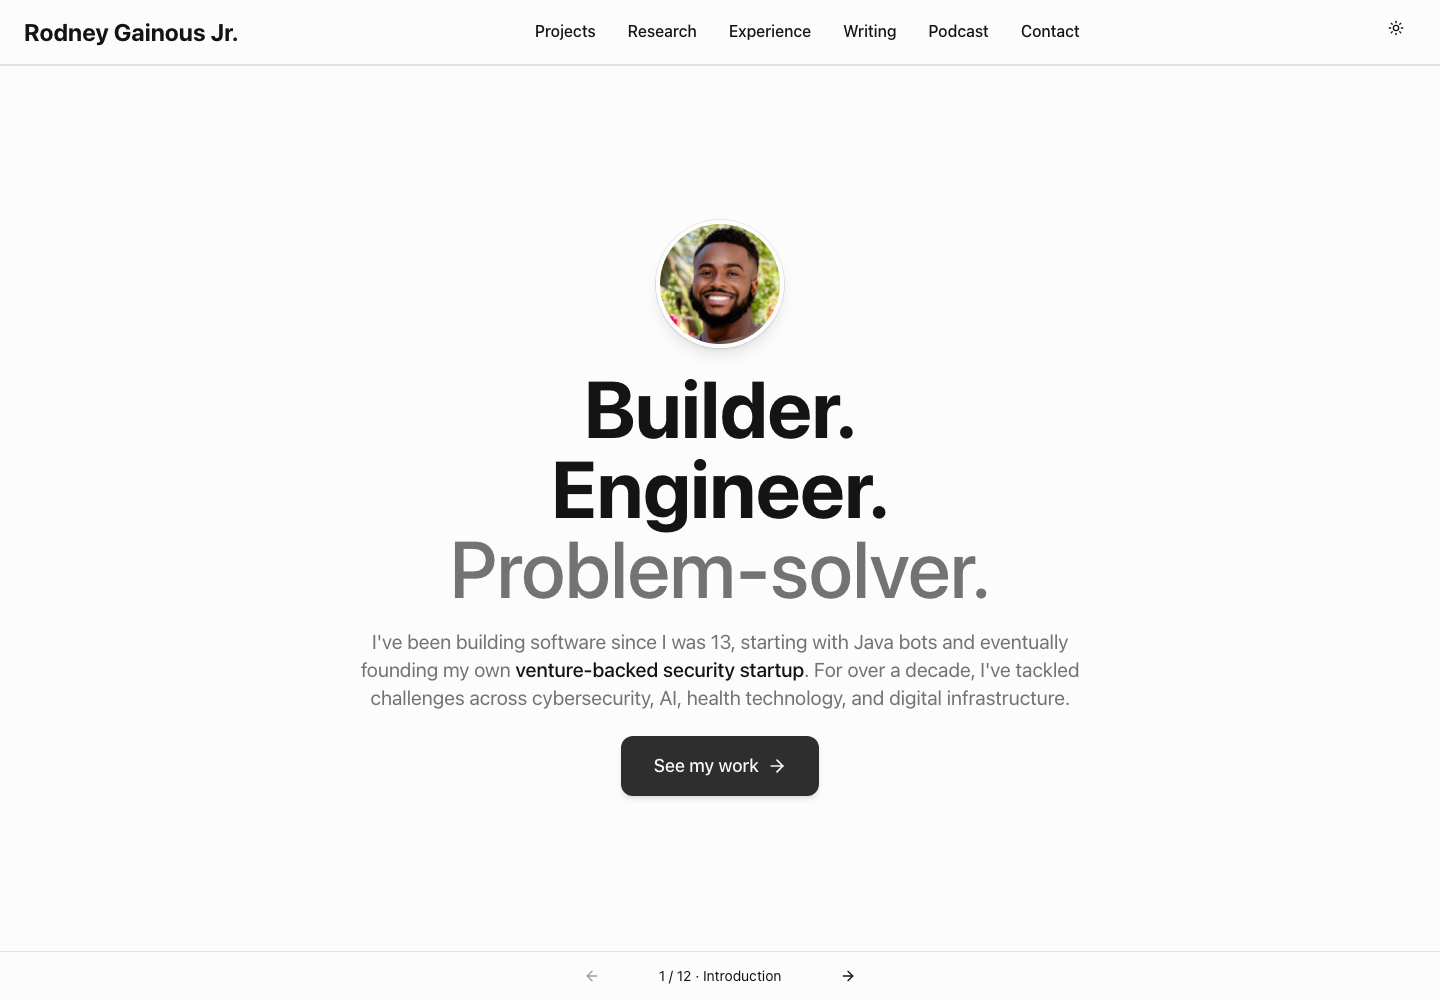 Rodney Gainous Jr.
Projects
Research
Experience
Writing
Podcast
Contact
Builder.
Engineer.
Problem-solver.
I've been building software since I was 13, starting with Java bots and eventually
founding my own venture-backed security startup. For over a decade, I've tackled
challenges across cybersecurity, AI, health technology, and digital infrastructure.
See my work
1 / 12 · Introduction